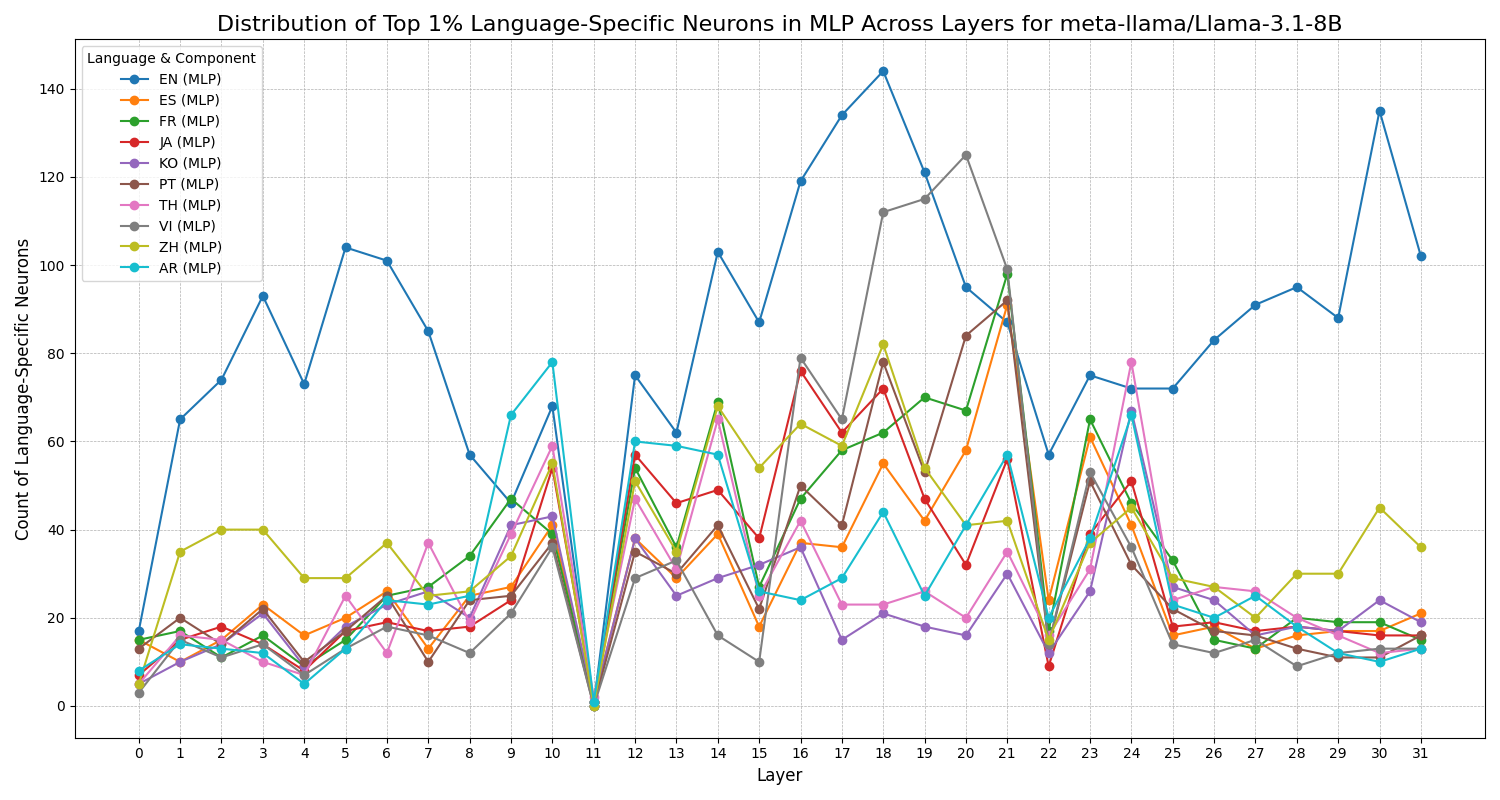 Distribution of Top 1% Language-Specific Neurons in MLP Across Layers for meta-llama/Llama-3.1-8B
Language & Component
EN (MLP)
ES (MLP)
FR (MLP)
JA (MLP)
KO (MLP)
PT (MLP)
TH (MLP)
VI (MLP)
ZH (MLP)
AR (MLP)
Count of Language-Specific Neurons
140
120
100
80
60
40
20
0
0 1 2 3 4 5 6 7 8 9 10 11 12 13 14 15 16 17 18 19 20 21 22 23 24 25 26 27 28 29 30 31
Layer